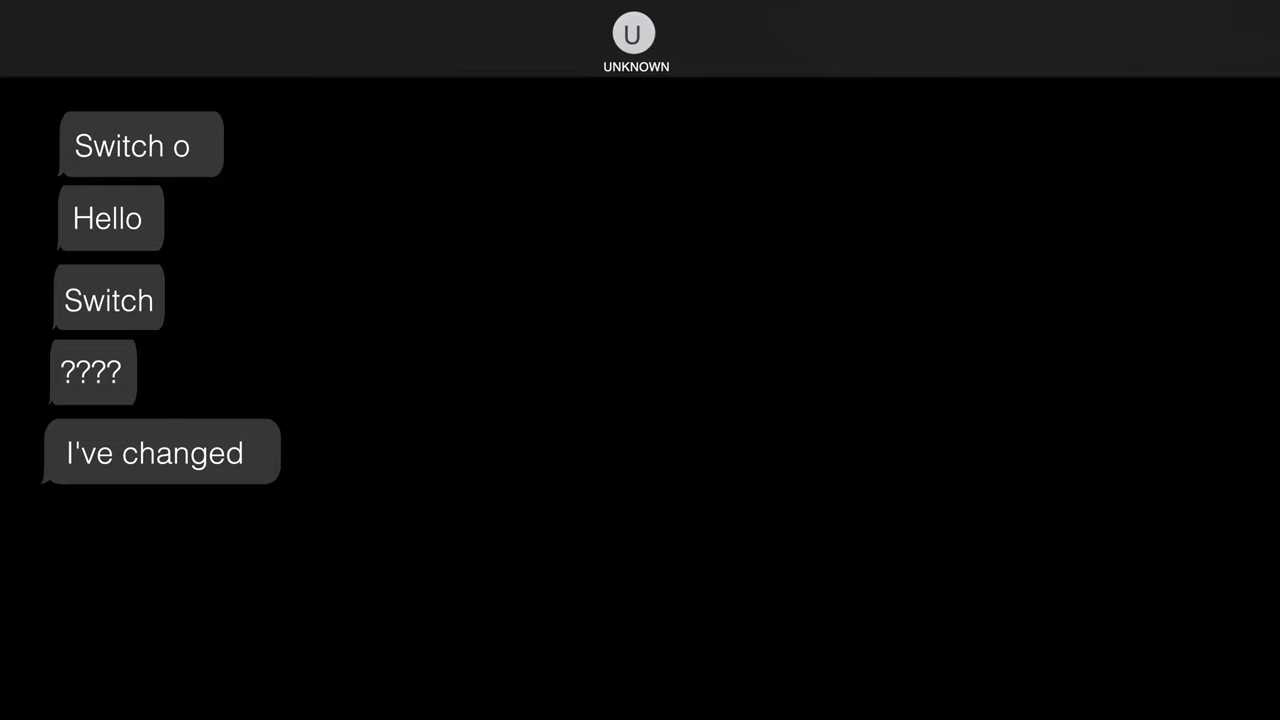 U
UNKNOWN
Switch o
Hello
Switch
????
I've changed